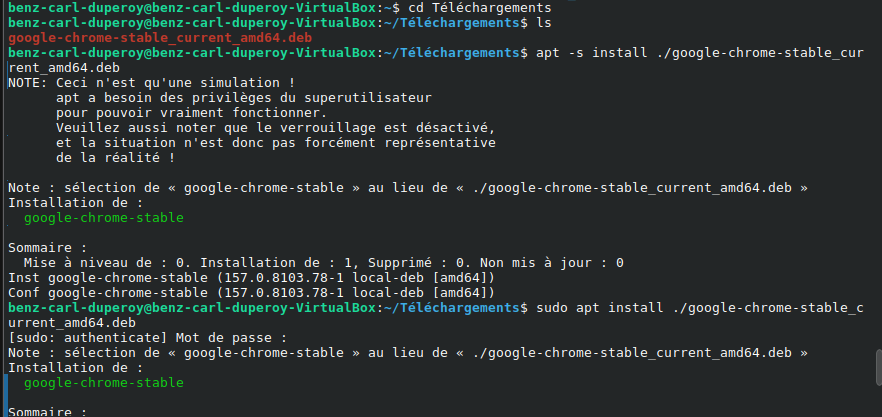 benz-carl-duperoy@benz-carl-duperoy-VirtualBox:~$ cd Téléchargements
benz-carl-duperoy@benz-carl-duperoy-VirtualBox:~/Téléchargements$ ls
google-chrome-stable_current_amd64.deb
benz-carl-duperoy@benz-carl-duperoy-VirtualBox:~/Téléchargements$ apt -s install ./google-chrome-stable_cur
rent_amd64.deb
NOTE: Ceci n'est qu'une simulation !
      apt a besoin des privilèges du superutilisateur
      pour pouvoir vraiment fonctionner.
      Veuillez aussi noter que le verrouillage est désactivé,
      et la situation n'est donc pas forcément représentative
      de la réalité !
Note : sélection de « google-chrome-stable » au lieu de « ./google-chrome-stable_current_amd64.deb »
Installation de :
  google-chrome-stable
Sommaire :
  Mise à niveau de : 0. Installation de : 1, Supprimé : 0. Non mis à jour : 0
Inst google-chrome-stable (157.0.8103.78-1 local-deb [amd64])
Conf google-chrome-stable (157.0.8103.78-1 local-deb [amd64])
benz-carl-duperoy@benz-carl-duperoy-VirtualBox:~/Téléchargements$ sudo apt install ./google-chrome-stable_c
urrent_amd64.deb
[sudo: authenticate] Mot de passe :
Note : sélection de « google-chrome-stable » au lieu de « ./google-chrome-stable_current_amd64.deb »
Installation de :
  google-chrome-stable
Sommaire :